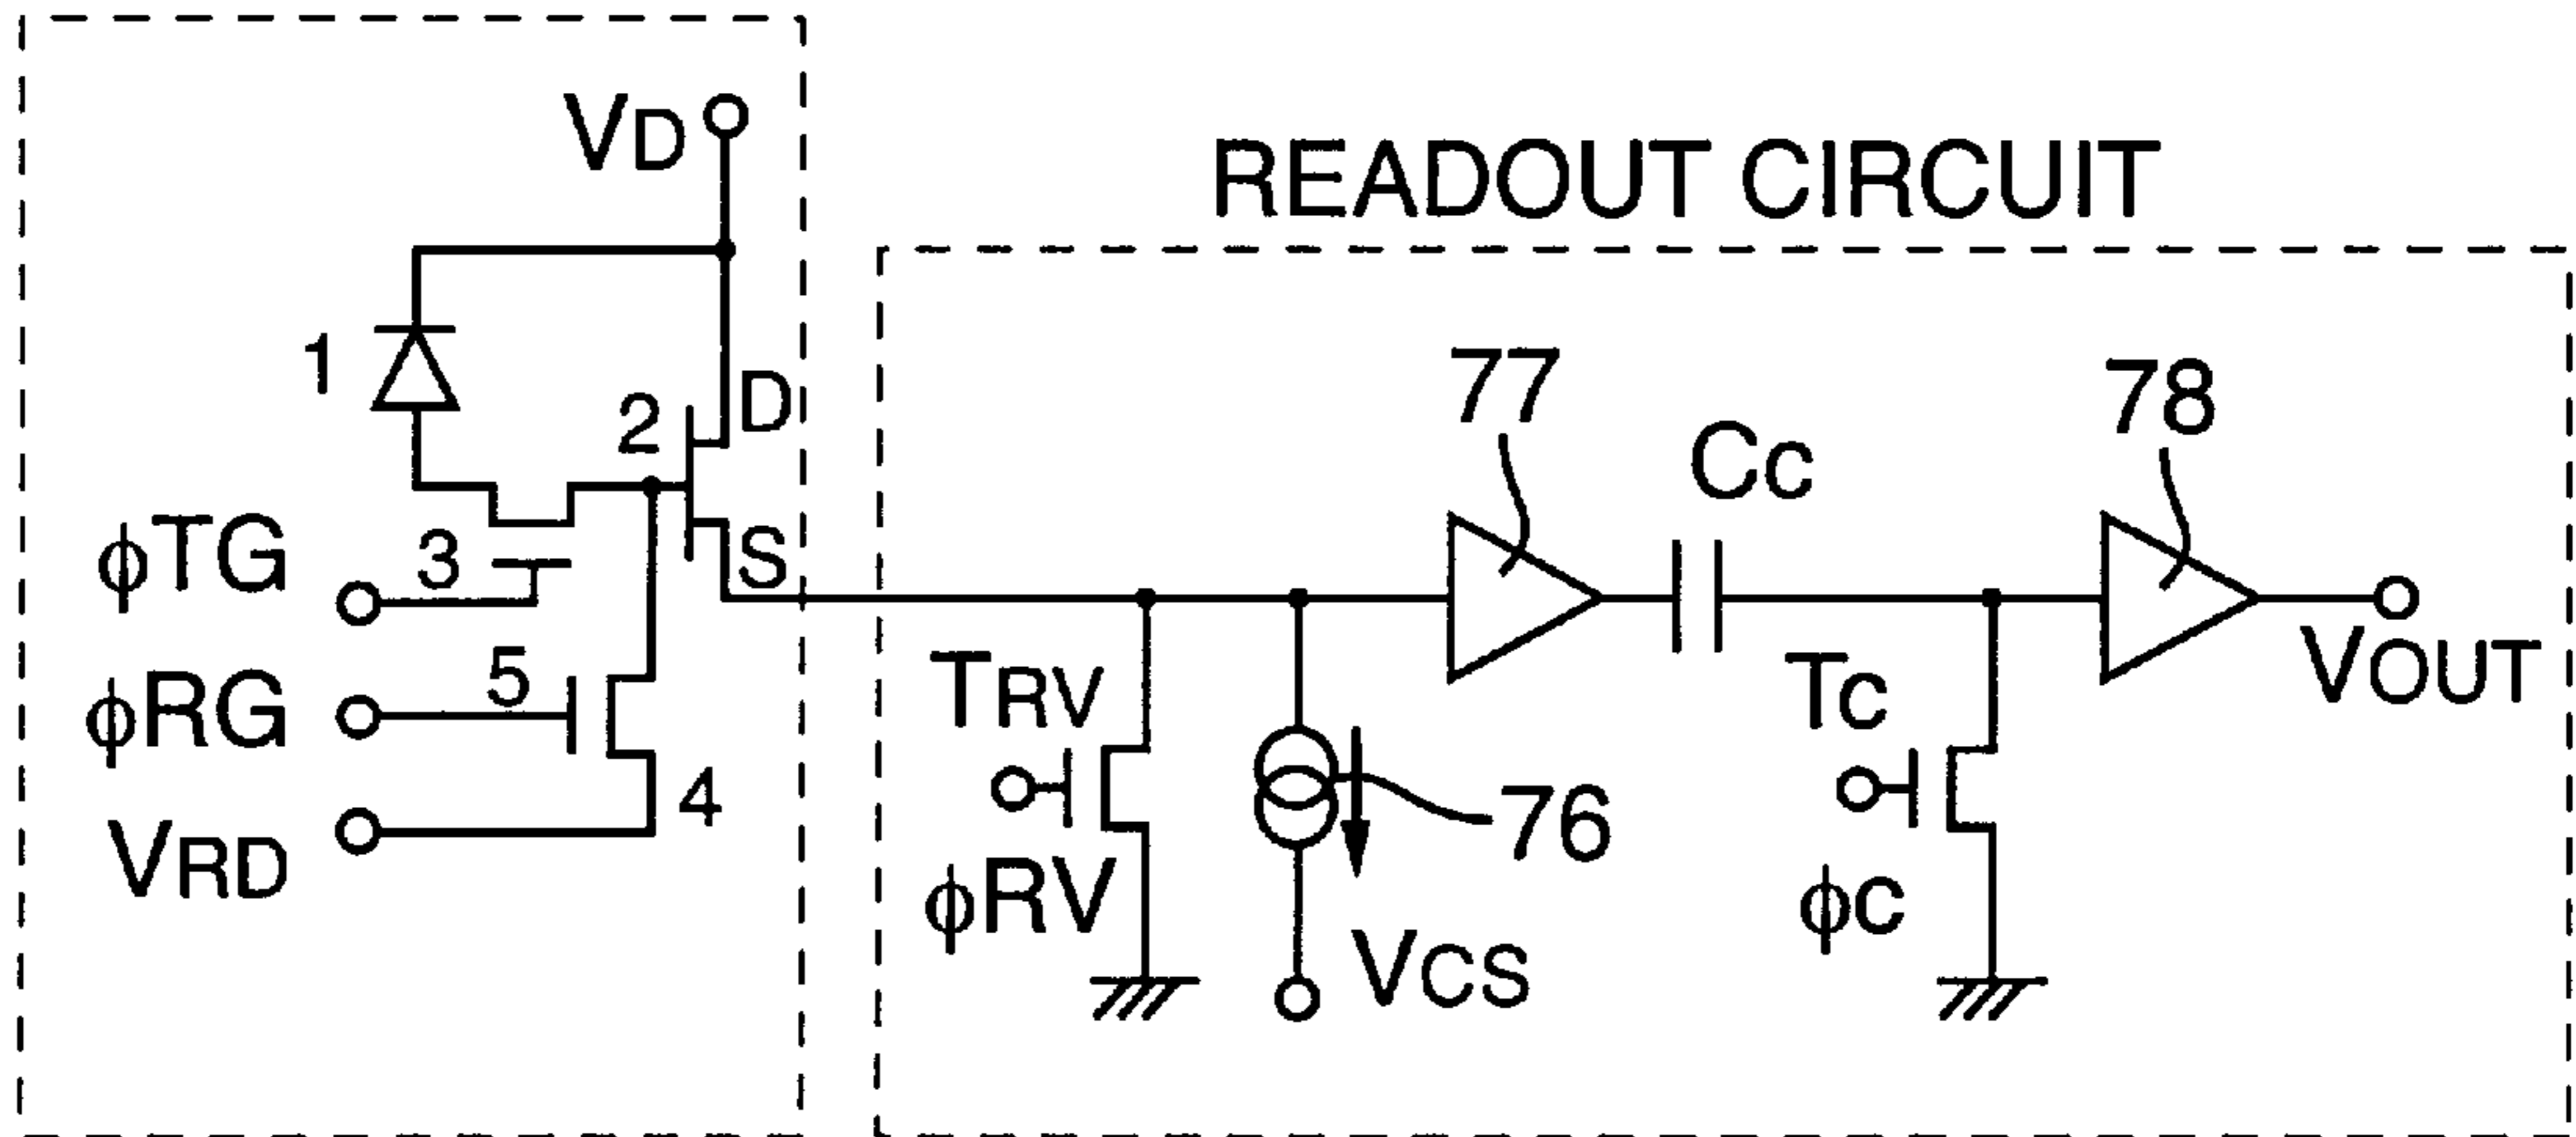 VD
READOUT CIRCUIT
1
2
D
S
77
Cc
78
ϕTG
3
ϕRG
5
VRD
4
TRV
ϕRV
76
VCS
Tc
ϕc
VOUT